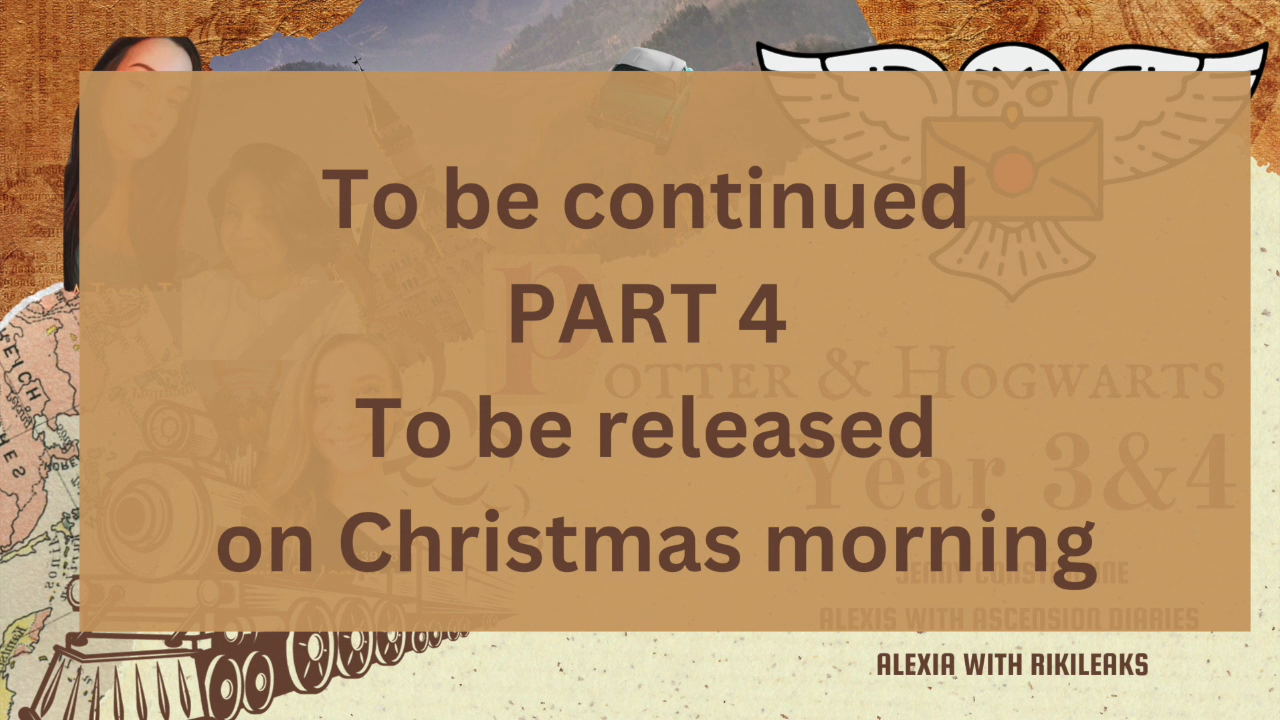 To be continued
PART 4
To be released
on Christmas morning
Potter & Hogwarts
Year 3&4
ALEXIS WITH ASCENSION DIARIES
ALEXIA WITH RIKILEAKS